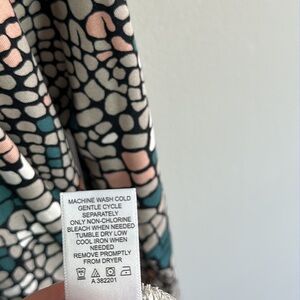 MACHINE WASH COLD
GENTLE CYCLE
SEPARATELY
ONLY NON-CHLORINE
BLEACH WHEN NEEDED
TUMBLE DRY LOW
COOL IRON WHEN
NEEDED
REMOVE PROMPTLY
FROM DRYER
A 382201